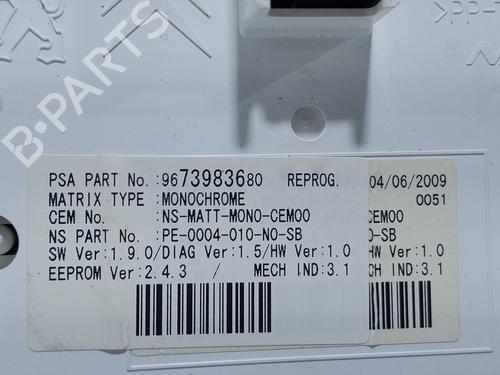 B-PARTS
PP-
PSA PART No. :9673983680 REPROG. 04/06/2009
MATRIX TYPE :MONOCHROME 0051
CEM No. :NS-MATT-MONO-CEM00 CEM00
NS PART No. :PE-0004-010-NO-SB 0-SB
SW Ver:1.9.0/DIAG Ver:1.5/HW Ver:1.0 HW Ver:1.0
EEPROM Ver:2.4.3 / MECH IND:3.1 MECH IND:3.1